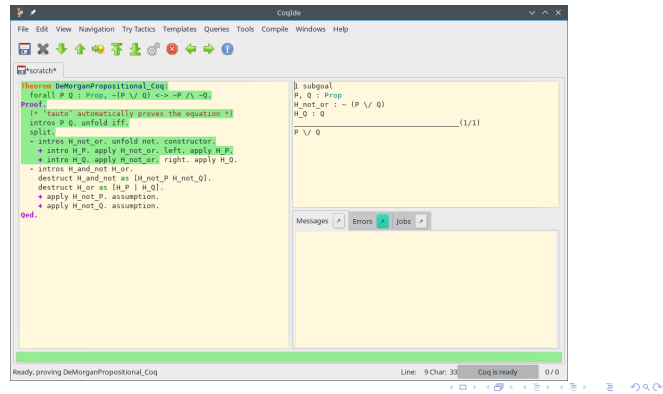 CoqIde
File Edit View Navigation Try Tactics Templates Queries Tools Compile Windows Help
*scratch*
Theorem DeMorganPropositional_Coq:
forall P Q : Prop, ~(P \/ Q) <-> ~P /\ ~Q.
Proof.
(* 'tauto' automatically proves the equation *)
intros P Q. unfold iff.
split.
- intros H_not_or. unfold not. constructor.
+ intro H_P. apply H_not_or. left. apply H_P.
+ intro H_Q. apply H_not_or. right. apply H_Q.
- intros H_and_not H_or.
destruct H_and_not as [H_not_P H_not_Q].
destruct H_or as [H_P | H_Q].
+ apply H_not_P. assumption.
+ apply H_not_Q. assumption.
Qed.
1 subgoal
P, Q : Prop
H_not_or : ~ (P \/ Q)
H_Q : Q
______________________________________(1/1)
P \/ Q
Messages Errors Jobs
Ready, proving DeMorganPropositional_Coq Line: 9 Char: 33 Coq is ready 0 / 0